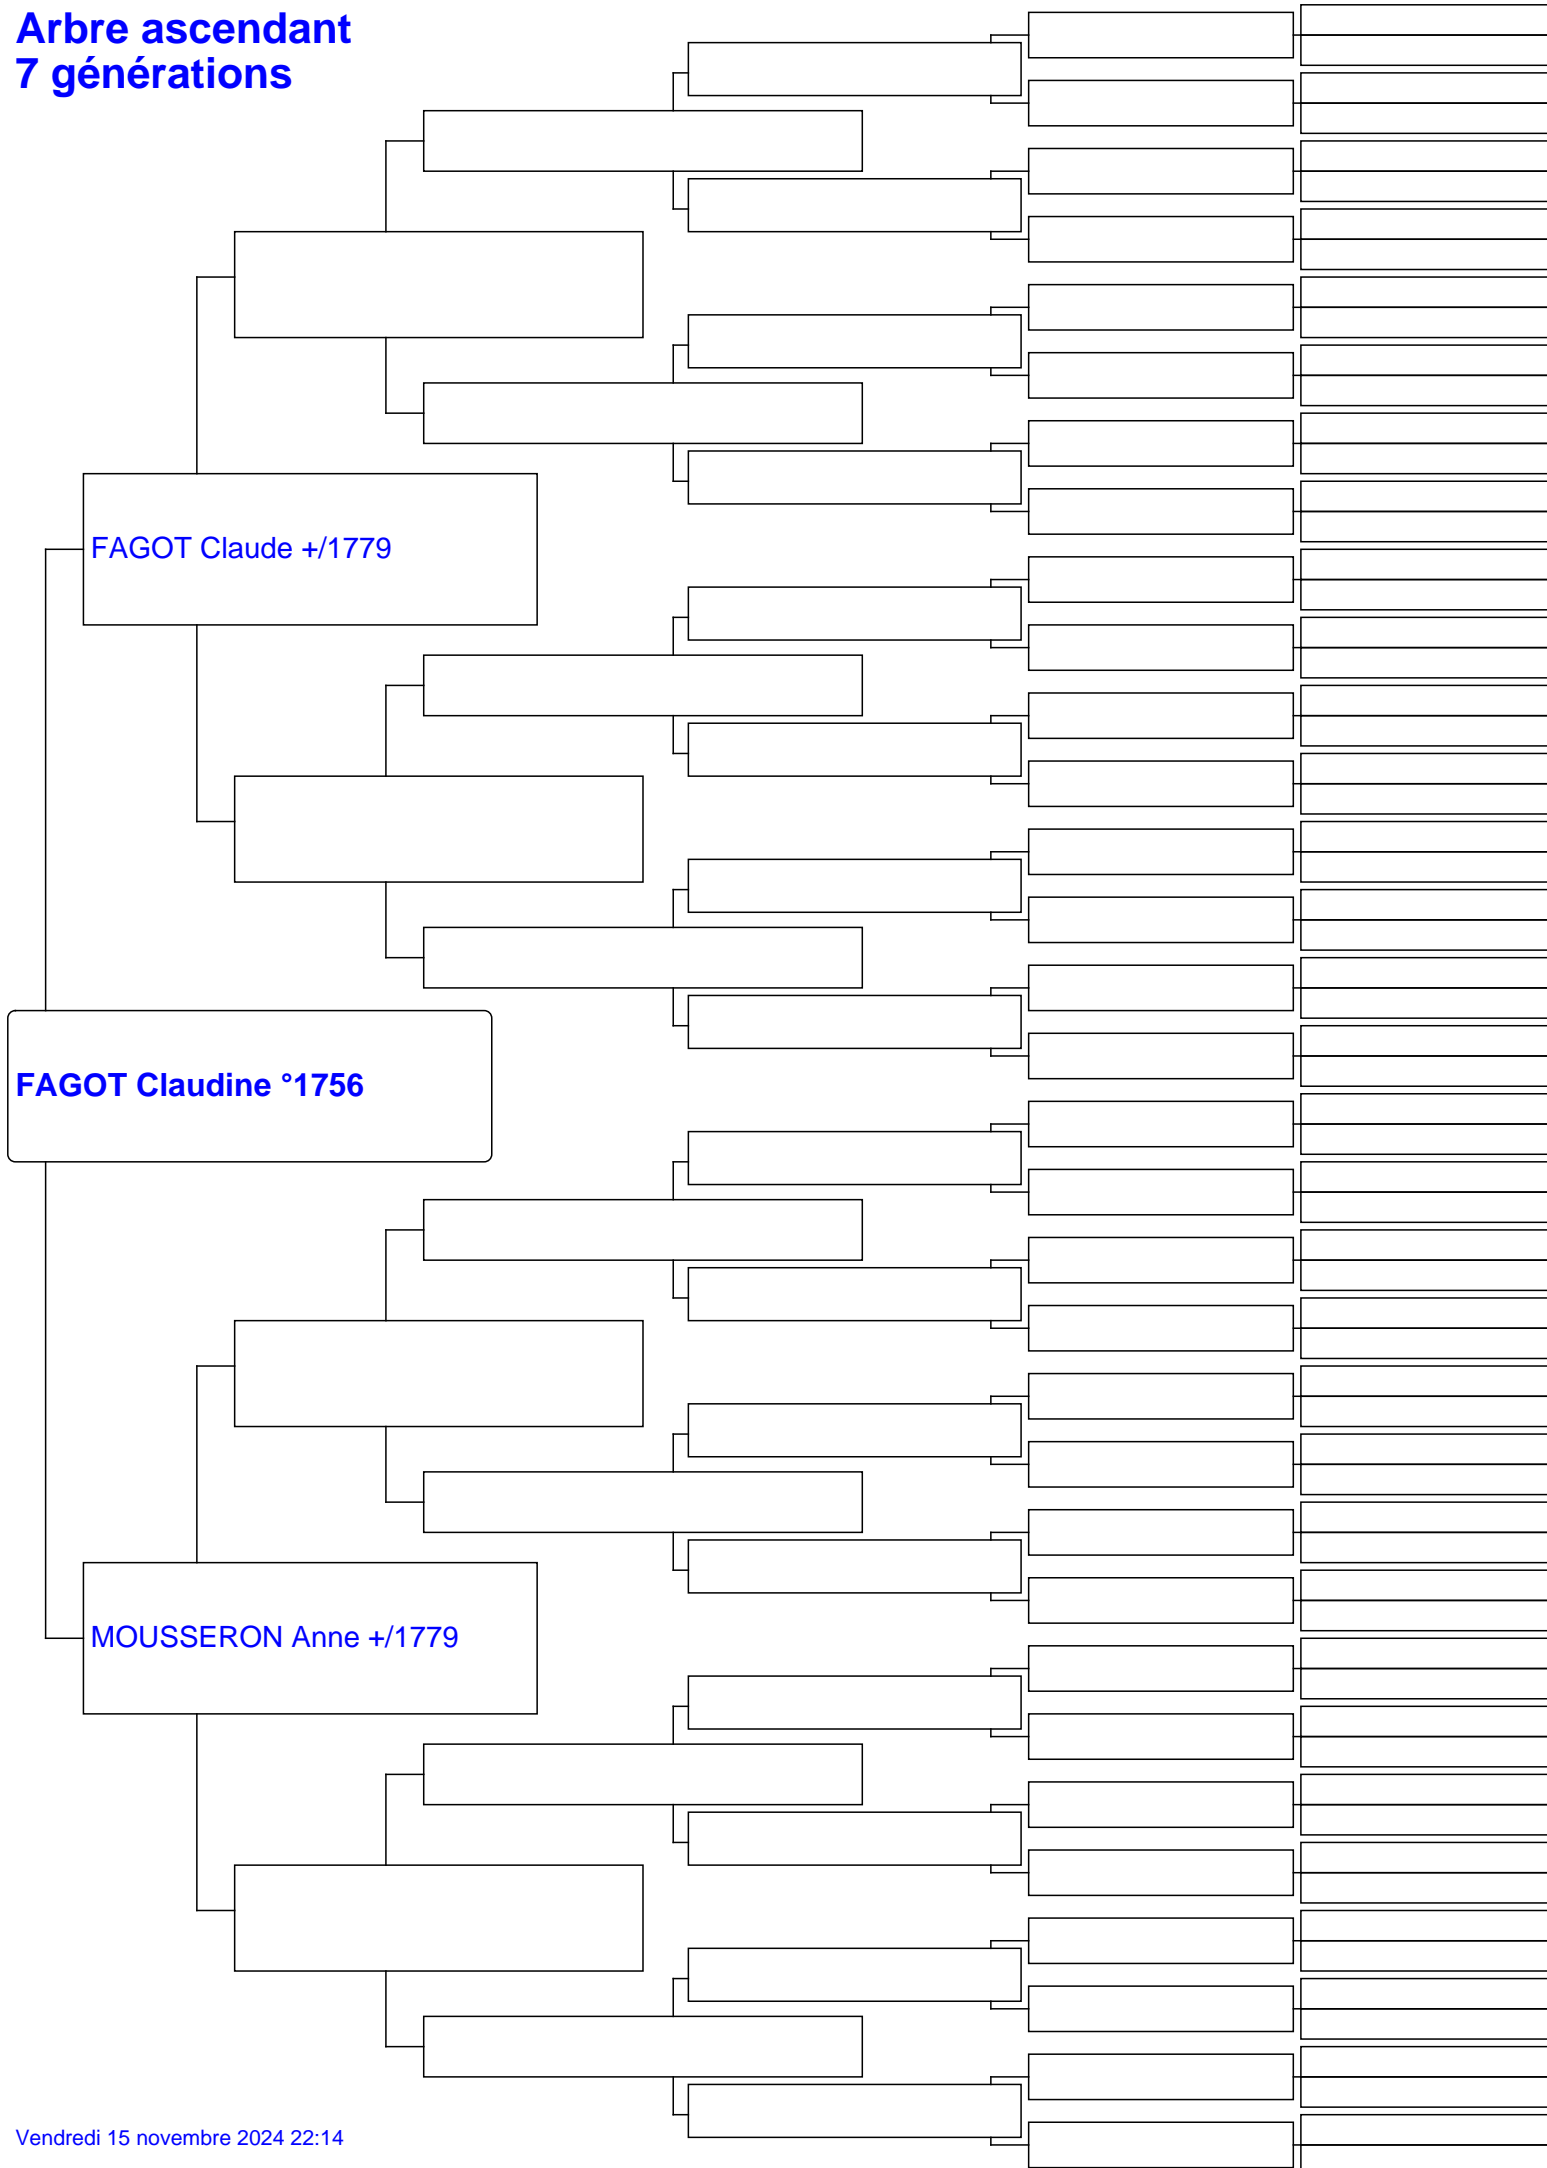 Arbre ascendant
7 générations
FAGOT Claude +/1779
FAGOT Claudine °1756
MOUSSERON Anne +/1779
Vendredi 15 novembre 2024 22:14